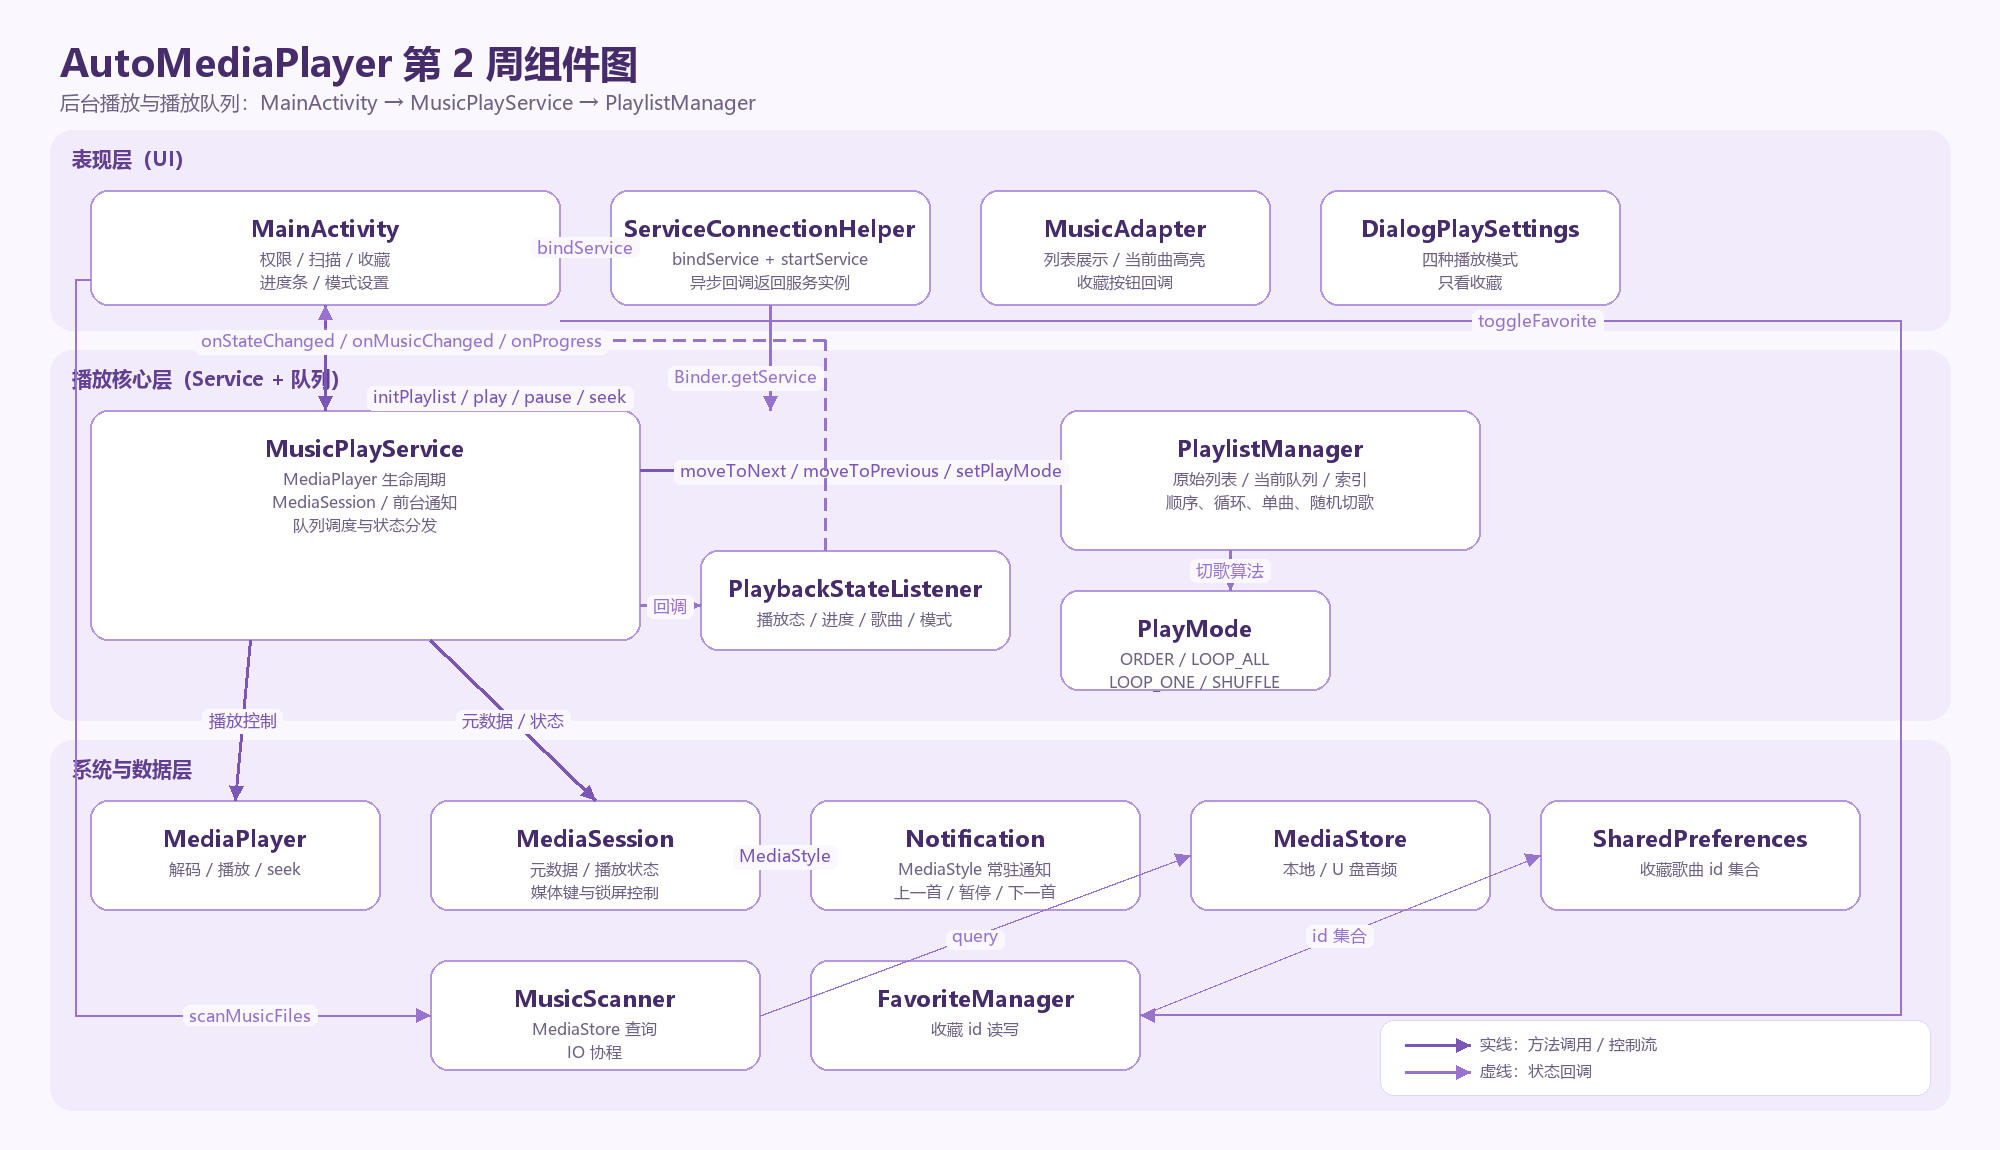 AutoMediaPlayer 第 2 周组件图
后台播放与播放队列：MainActivity → MusicPlayService → PlaylistManager
表现层（UI）
MainActivity
权限 / 扫描 / 收藏
进度条 / 模式设置
bindService
ServiceConnectionHelper
bindService + startService
异步回调返回服务实例
MusicAdapter
列表展示 / 当前曲高亮
收藏按钮回调
DialogPlaySettings
四种播放模式
只看收藏
toggleFavorite
onStateChanged / onMusicChanged / onProgress
播放核心层（Service + 队列）
Binder.getService
initPlaylist / play / pause / seek
MusicPlayService
MediaPlayer 生命周期
MediaSession / 前台通知
队列调度与状态分发
moveToNext / moveToPrevious / setPlayMode
PlaylistManager
原始列表 / 当前队列 / 索引
顺序、循环、单曲、随机切歌
切歌算法
回调
PlaybackStateListener
播放态 / 进度 / 歌曲 / 模式
PlayMode
ORDER / LOOP_ALL
LOOP_ONE / SHUFFLE
播放控制
元数据 / 状态
系统与数据层
MediaPlayer
解码 / 播放 / seek
MediaSession
元数据 / 播放状态
媒体键与锁屏控制
MediaStyle
Notification
MediaStyle 常驻通知
上一首 / 暂停 / 下一首
MediaStore
本地 / U 盘音频
SharedPreferences
收藏歌曲 id 集合
query
id 集合
scanMusicFiles
MusicScanner
MediaStore 查询
IO 协程
FavoriteManager
收藏 id 读写
实线：方法调用 / 控制流
虚线：状态回调